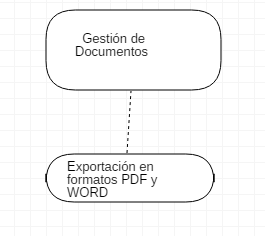 Gestión de
Documentos
Exportación en
formatos PDF y
WORD